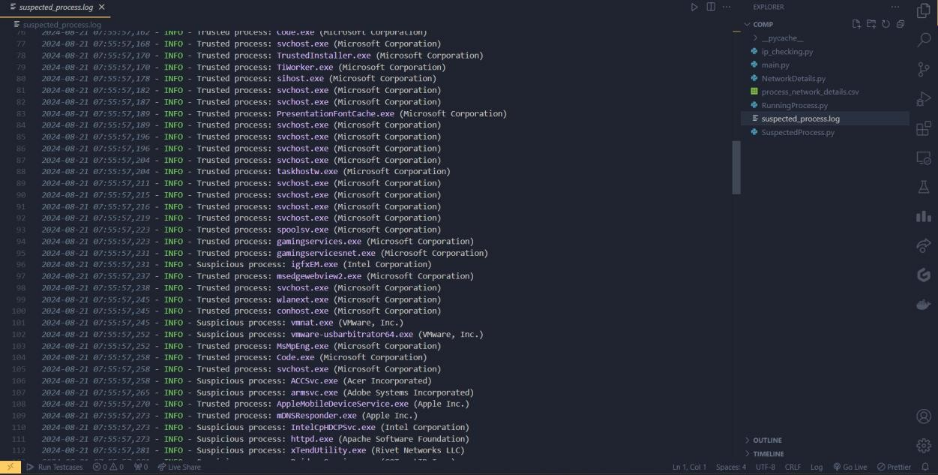 suspected_process.log
suspected_process.log
76 2024-08-21 07:55:57,162 - INFO - Trusted process: Code.exe (Microsoft Corporation)
77 2024-08-21 07:55:57,168 - INFO - Trusted process: svchost.exe (Microsoft Corporation)
78 2024-08-21 07:55:57,170 - INFO - Trusted process: TrustedInstaller.exe (Microsoft Corporation)
79 2024-08-21 07:55:57,170 - INFO - Trusted process: TiWorker.exe (Microsoft Corporation)
80 2024-08-21 07:55:57,178 - INFO - Trusted process: sihost.exe (Microsoft Corporation)
81 2024-08-21 07:55:57,182 - INFO - Trusted process: svchost.exe (Microsoft Corporation)
82 2024-08-21 07:55:57,187 - INFO - Trusted process: svchost.exe (Microsoft Corporation)
83 2024-08-21 07:55:57,189 - INFO - Trusted process: PresentationFontCache.exe (Microsoft Corporation)
84 2024-08-21 07:55:57,189 - INFO - Trusted process: svchost.exe (Microsoft Corporation)
85 2024-08-21 07:55:57,196 - INFO - Trusted process: svchost.exe (Microsoft Corporation)
86 2024-08-21 07:55:57,196 - INFO - Trusted process: svchost.exe (Microsoft Corporation)
87 2024-08-21 07:55:57,204 - INFO - Trusted process: svchost.exe (Microsoft Corporation)
88 2024-08-21 07:55:57,204 - INFO - Trusted process: taskhostw.exe (Microsoft Corporation)
89 2024-08-21 07:55:57,211 - INFO - Trusted process: svchost.exe (Microsoft Corporation)
90 2024-08-21 07:55:57,215 - INFO - Trusted process: svchost.exe (Microsoft Corporation)
91 2024-08-21 07:55:57,216 - INFO - Trusted process: svchost.exe (Microsoft Corporation)
92 2024-08-21 07:55:57,219 - INFO - Trusted process: svchost.exe (Microsoft Corporation)
93 2024-08-21 07:55:57,223 - INFO - Trusted process: spoolsv.exe (Microsoft Corporation)
94 2024-08-21 07:55:57,223 - INFO - Trusted process: gamingservices.exe (Microsoft Corporation)
95 2024-08-21 07:55:57,231 - INFO - Trusted process: gamingservicesnet.exe (Microsoft Corporation)
96 2024-08-21 07:55:57,231 - INFO - Suspicious process: igfxEM.exe (Intel Corporation)
97 2024-08-21 07:55:57,237 - INFO - Trusted process: msedgewebview2.exe (Microsoft Corporation)
98 2024-08-21 07:55:57,238 - INFO - Trusted process: svchost.exe (Microsoft Corporation)
99 2024-08-21 07:55:57,245 - INFO - Trusted process: wlanext.exe (Microsoft Corporation)
100 2024-08-21 07:55:57,245 - INFO - Trusted process: conhost.exe (Microsoft Corporation)
101 2024-08-21 07:55:57,245 - INFO - Suspicious process: vmnat.exe (VMware, Inc.)
102 2024-08-21 07:55:57,252 - INFO - Suspicious process: vmware-usbarbitrator64.exe (VMware, Inc.)
103 2024-08-21 07:55:57,252 - INFO - Trusted process: MsMpEng.exe (Microsoft Corporation)
104 2024-08-21 07:55:57,258 - INFO - Trusted process: Code.exe (Microsoft Corporation)
105 2024-08-21 07:55:57,258 - INFO - Trusted process: svchost.exe (Microsoft Corporation)
106 2024-08-21 07:55:57,258 - INFO - Suspicious process: ACCSvc.exe (Acer Incorporated)
107 2024-08-21 07:55:57,265 - INFO - Suspicious process: armsvc.exe (Adobe Systems Incorporated)
108 2024-08-21 07:55:57,270 - INFO - Trusted process: AppleMobileDeviceService.exe (Apple Inc.)
109 2024-08-21 07:55:57,273 - INFO - Trusted process: mDNSResponder.exe (Apple Inc.)
110 2024-08-21 07:55:57,273 - INFO - Suspicious process: IntelCpHDCPSvc.exe (Intel Corporation)
111 2024-08-21 07:55:57,273 - INFO - Suspicious process: httpd.exe (Apache Software Foundation)
112 2024-08-21 07:55:57,281 - INFO - Suspicious process: xTendUtility.exe (Rivet Networks LLC)
EXPLORER
COMP
__pycache__
ip_checking.py
main.py
NetworkDetails.py
process_network_details.csv
RunningProcess.py
suspected_process.log
SuspectedProcess.py
OUTLINE
TIMELINE
Run Testcases 0 0 0 Live Share Ln 1, Col 1 Spaces: 4 UTF-8 CRLF Log Go Live Prettier